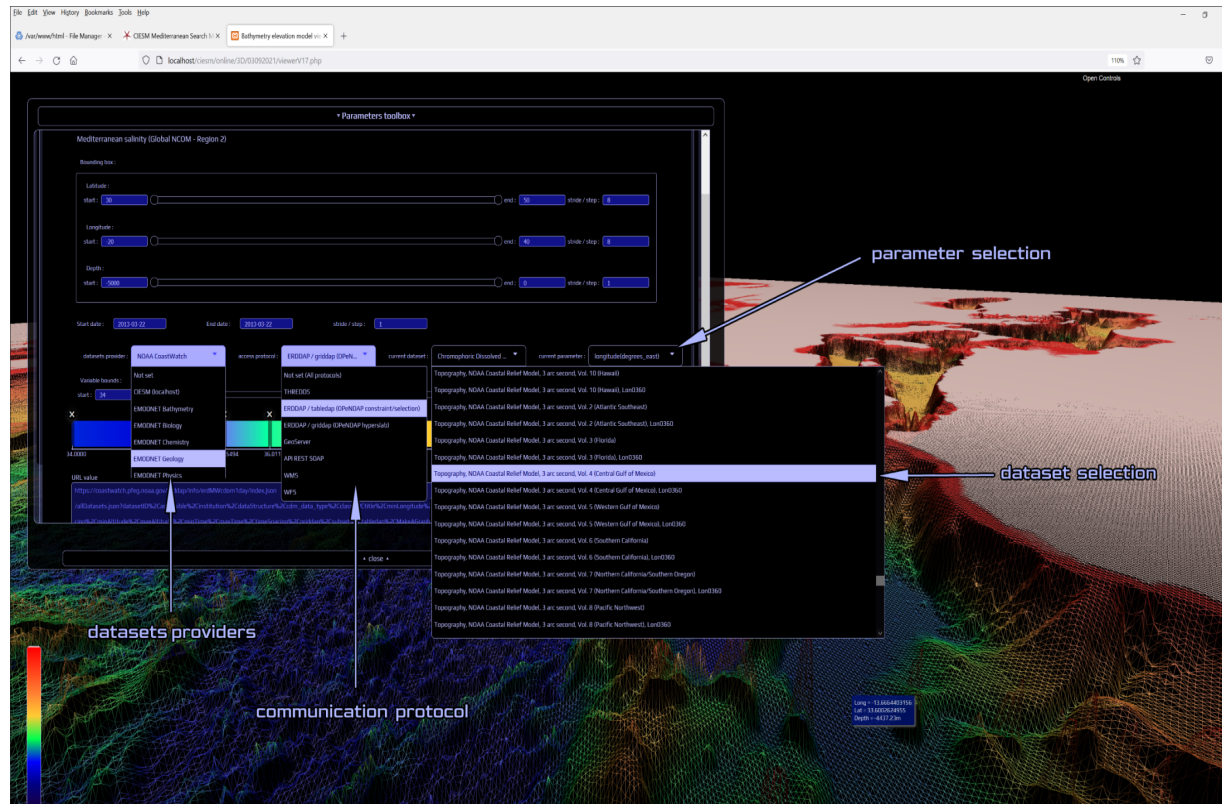 File Edit View History Bookmarks Tools Help
/var/www/html - File Manager × CIESM Mediterranean Search × Bathymetry elevation model vie × +
localhost/ciesm/online/3D/03092021/viewerV17.php 110%
Open Controls
Parameters toolbox
Mediterranean salinity (Global NCOM - Region 2)
Bounding box :
Latitude :
start : 30 end : 50 stride / step : 8
Longitude :
start : -20 end : 40 stride / step : 8
Depth :
start : -5000 end : 0 stride / step : 1
parameter selection
Start date : 2013-03-22 End date : 2013-03-22 stride / step : 1
datasets provider : NOAA CoastWatch access protocol : ERDDAP / griddap (OPeN... current dataset : Chromophoric Dissolved ... current parameter : longitude(degrees_east)
Variable bounds :
start : 34
Not set
CIESM (localhost)
EMODNET Bathymetry
EMODNET Biology
EMODNET Chemistry
EMODNET Geology
EMODNET Physics
Not set (All protocols)
THREDDS
ERDDAP / tabledap (OPeNDAP constraint/selection)
ERDDAP / griddap (OPeNDAP hyperslab)
GeoServer
API REST SOAP
WMS
WFS
Topography, NOAA Coastal Relief Model, 3 arc second, Vol. 10 (Hawaii)
Topography, NOAA Coastal Relief Model, 3 arc second, Vol. 10 (Hawaii), Lon0360
Topography, NOAA Coastal Relief Model, 3 arc second, Vol. 2 (Atlantic Southeast)
Topography, NOAA Coastal Relief Model, 3 arc second, Vol. 2 (Atlantic Southeast), Lon0360
Topography, NOAA Coastal Relief Model, 3 arc second, Vol. 3 (Florida)
Topography, NOAA Coastal Relief Model, 3 arc second, Vol. 3 (Florida), Lon0360
Topography, NOAA Coastal Relief Model, 3 arc second, Vol. 4 (Central Gulf of Mexico)
Topography, NOAA Coastal Relief Model, 3 arc second, Vol. 4 (Central Gulf of Mexico), Lon0360
Topography, NOAA Coastal Relief Model, 3 arc second, Vol. 5 (Western Gulf of Mexico)
Topography, NOAA Coastal Relief Model, 3 arc second, Vol. 5 (Western Gulf of Mexico), Lon0360
Topography, NOAA Coastal Relief Model, 3 arc second, Vol. 6 (Southern California)
Topography, NOAA Coastal Relief Model, 3 arc second, Vol. 6 (Southern California), Lon0360
Topography, NOAA Coastal Relief Model, 3 arc second, Vol. 7 (Northern California/Southern Oregon)
Topography, NOAA Coastal Relief Model, 3 arc second, Vol. 7 (Northern California/Southern Oregon), Lon0360
Topography, NOAA Coastal Relief Model, 3 arc second, Vol. 8 (Pacific Northwest)
Topography, NOAA Coastal Relief Model, 3 arc second, Vol. 8 (Pacific Northwest), Lon0360
dataset selection
X X
34.0000 5494 36.011
URL value
close
datasets providers
communication protocol
Long = -13.6664403156
Lat = 33.6002624955
Depth = -4437.23m